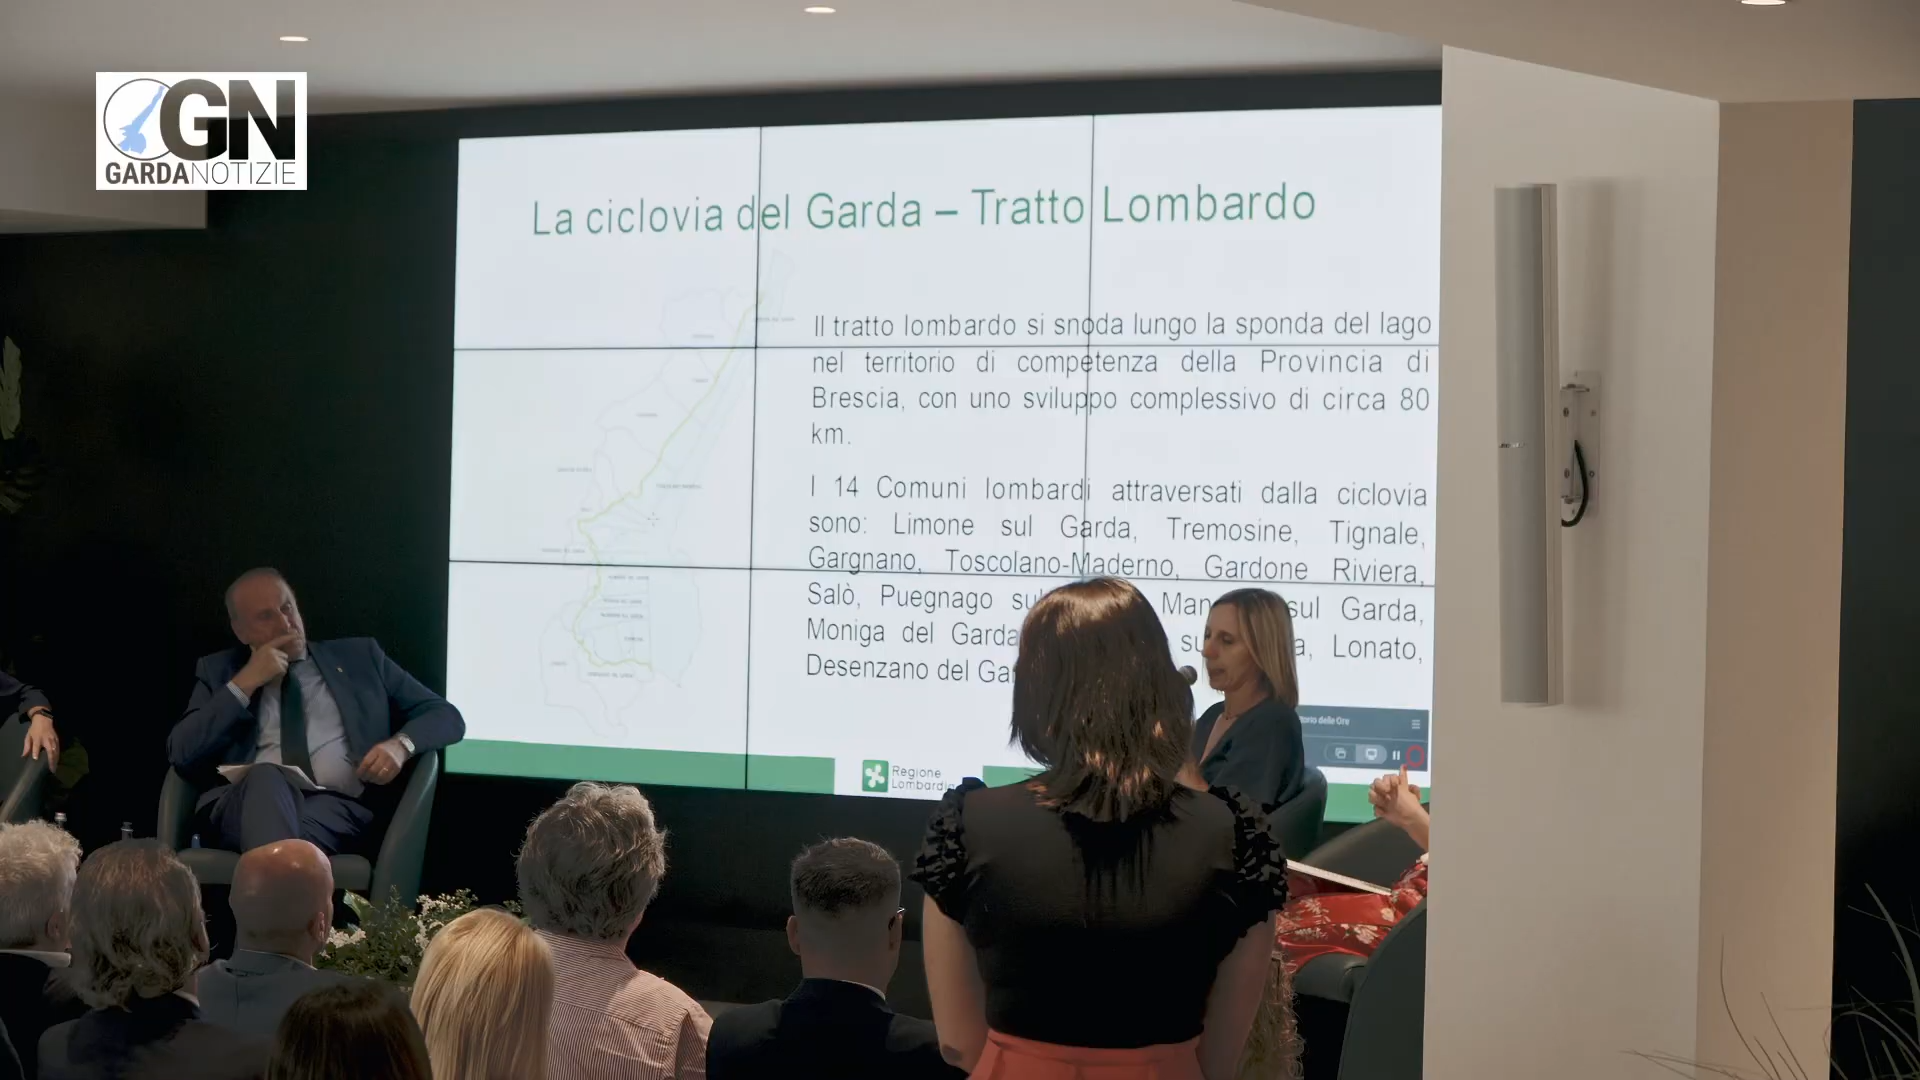 GN
GARDANOTIZIE
La ciclovia del Garda – Tratto Lombardo
Il tratto lombardo si snoda lungo la sponda del lago
nel territorio di competenza della Provincia di
Brescia, con uno sviluppo complessivo di circa 80
km.
I 14 Comuni lombardi attraversati dalla ciclovia
sono: Limone sul Garda, Tremosine, Tignale,
Gargnano, Toscolano-Maderno, Gardone Riviera,
Salò, Puegnago sul Garda,
Moniga del Garda Lonato,
Desenzano del
Regione
Lombardia
delle Ore